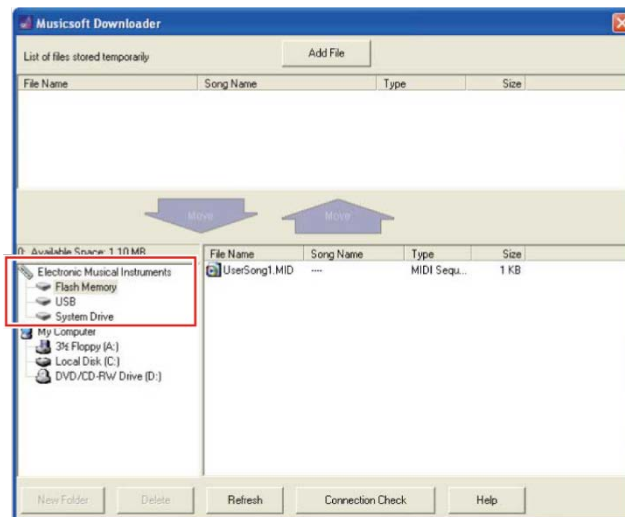 Musicsoft Downloader
List of files stored temporarily
Add File
File Name Song Name Type Size
Move Move
0: Available Space: 1.10 MB
Electronic Musical Instruments
Flash Memory
USB
System Drive
My Computer
3½ Floppy (A:)
Local Disk (C:)
DVD/CD-RW Drive (D:)
File Name Song Name Type Size
UserSong1.MID ---- MIDI Sequ... 1 KB
New Folder Delete Refresh Connection Check Help